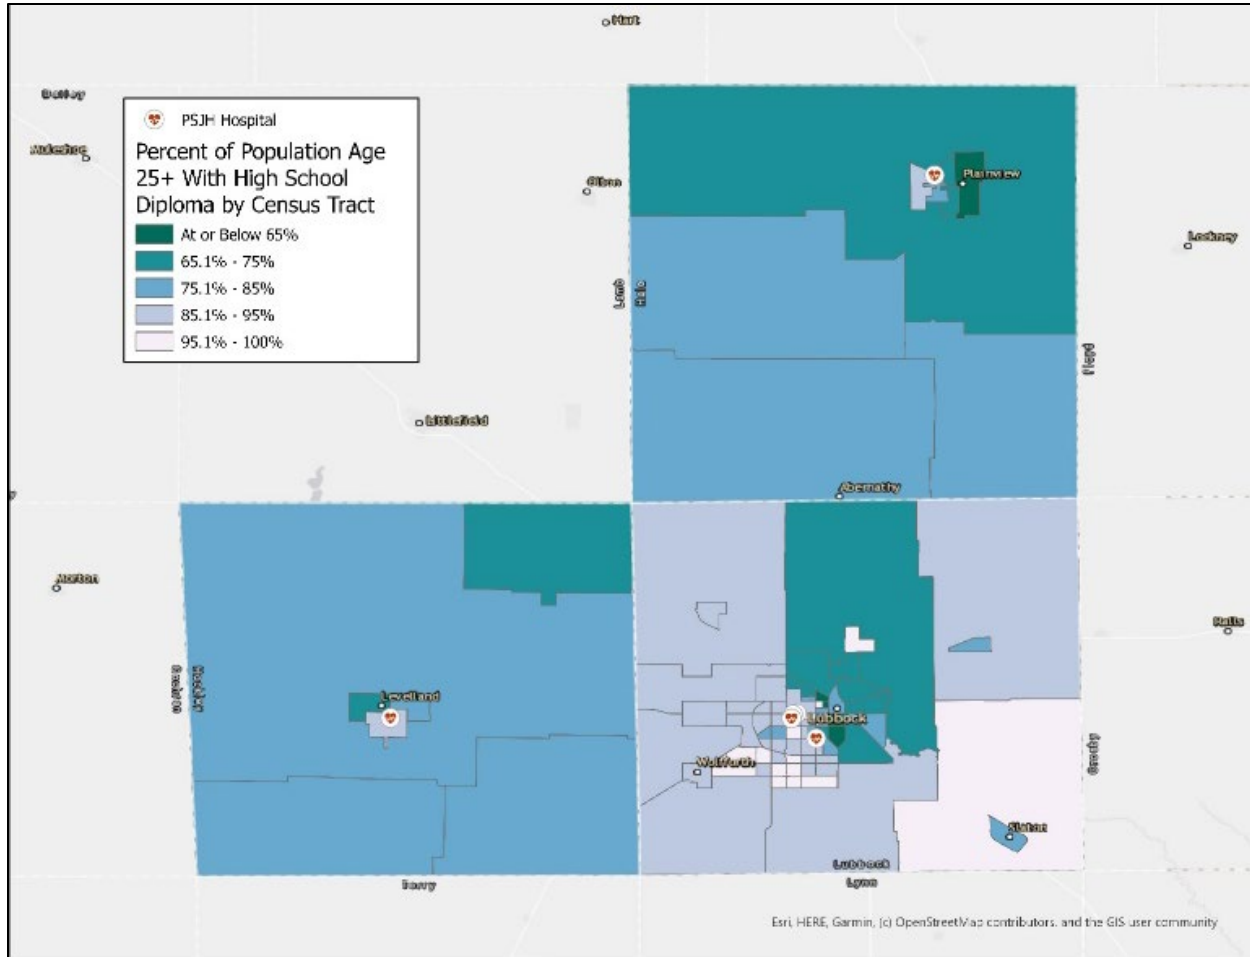 Hart
Bailey
Muleshoe
PSJH Hospital
Percent of Population Age
25+ With High School
Diploma by Census Tract
At or Below 65%
65.1% - 75%
75.1% - 85%
85.1% - 95%
95.1% - 100%
Olton
Plainview
Lockney
Lamb
Hale
Floyd
Littlefield
Abernathy
Morton
Ralls
Hockley
Cochran
Levelland
Lubbock
Wolfforth
Crosby
Slaton
Lubbock
Lynn
Terry
Esri, HERE, Garmin, (c) OpenStreetMap contributors, and the GIS user community